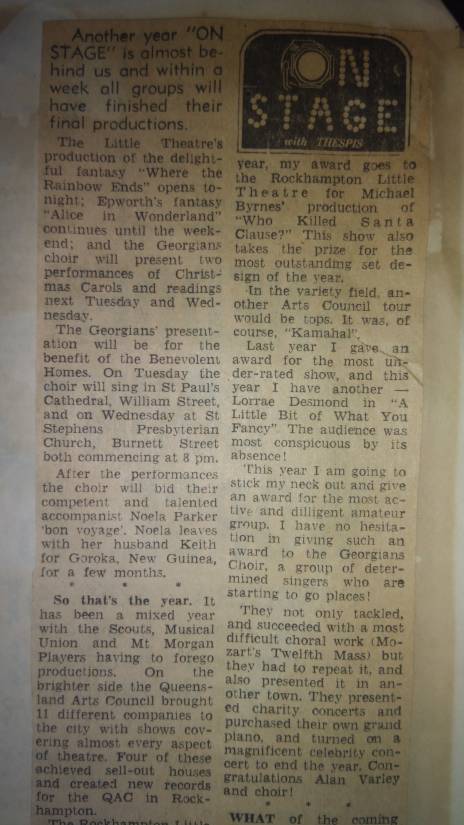 Another year "ON
STAGE" is almost be-
hind us and within a
week all groups will
have finished their
final productions.
The Little Theatre's
production of the delight-
ful fantasy "Where the
Rainbow Ends" opens to-
night; Epworth's fantasy
"Alice in Wonderland"
continues until the week-
end; and the Georgians
choir will present two
performances of Christ-
mas Carols and readings
next Tuesday and Wed-
nesday.
The Georgians' present-
ation will be for the
benefit of the Benevolent
Homes. On Tuesday the
choir will sing in St Paul's
Cathedral, William Street,
and on Wednesday at St
Stephens Presbyterian
Church, Burnett Street
both commencing at 8 pm.
After the performances
the choir will bid their
competent and talented
accompanist Noela Parker
'bon voyage'. Noela leaves
with her husband Keith
for Goroka, New Guinea,
for a few months.
* * *
So that's the year. It
has been a mixed year
with the Scouts, Musical
Union and Mt Morgan
Players having to forego
productions. On the
brighter side the Queens-
land Arts Council brought
11 different companies to
the city with shows cov-
ering almost every aspect
of theatre. Four of these
achieved sell-out houses
and created new records
for the QAC in Rock-
hampton.
The Rockhampton Little
ON
STAGE
with THESPIS
year, my award goes to
the Rockhampton Little
Theatre for Michael
Byrnes' production of
"Who Killed Santa
Clause?" This show also
takes the prize for the
most outstanding set de-
sign of the year.
In the variety field, an-
other Arts Council tour
would be tops. It was, of
course, "Kamahal".
Last year I gave an
award for the most un-
der-rated show, and this
year I have another —
Lorrae Desmond in "A
Little Bit of What You
Fancy". The audience was
most conspicuous by its
absence!
This year I am going to
stick my neck out and give
an award for the most ac-
tive and dilligent amateur
group. I have no hesita-
tion in giving such an
award to the Georgians
Choir, a group of deter-
mined singers who are
starting to go places!
They not only tackled,
and succeeded with a most
difficult choral work (Mo-
zart's Twelfth Mass) but
they had to repeat it, and
also presented it in an-
other town. They present-
ed charity concerts and
purchased their own grand
piano, and turned on a
magnificent celebrity con-
cert to end the year. Con-
gratulations Alan Varley
and choir!
* * *
WHAT of the coming